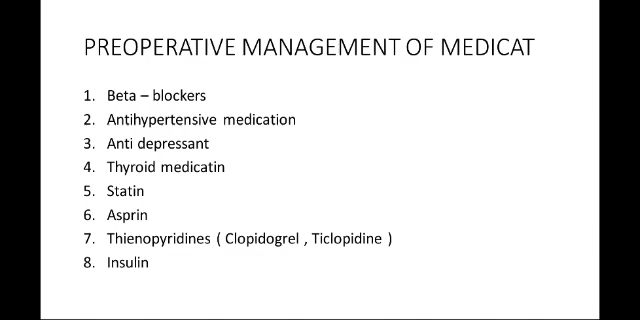 PREOPERATIVE MANAGEMENT OF MEDICAT
1. Beta – blockers
2. Antihypertensive medication
3. Anti depressant
4. Thyroid medicatin
5. Statin
6. Asprin
7. Thienopyridines ( Clopidogrel , Ticlopidine )
8. Insulin